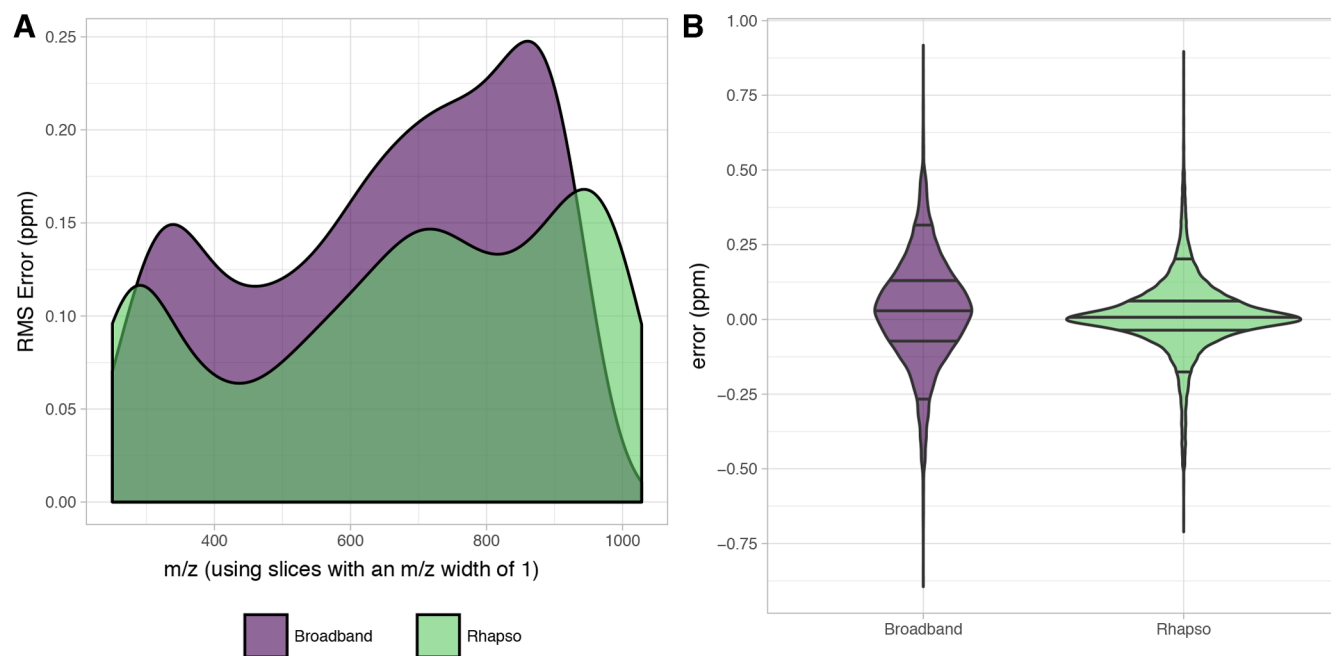 A
RMS Error (ppm)
0.25
0.20
0.15
0.10
0.05
0.00
400 600 800 1000
m/z (using slices with an m/z width of 1)
Broadband Rhapso
B
error (ppm)
1.00
0.75
0.50
0.25
0.00
−0.25
−0.50
−0.75
Broadband Rhapso